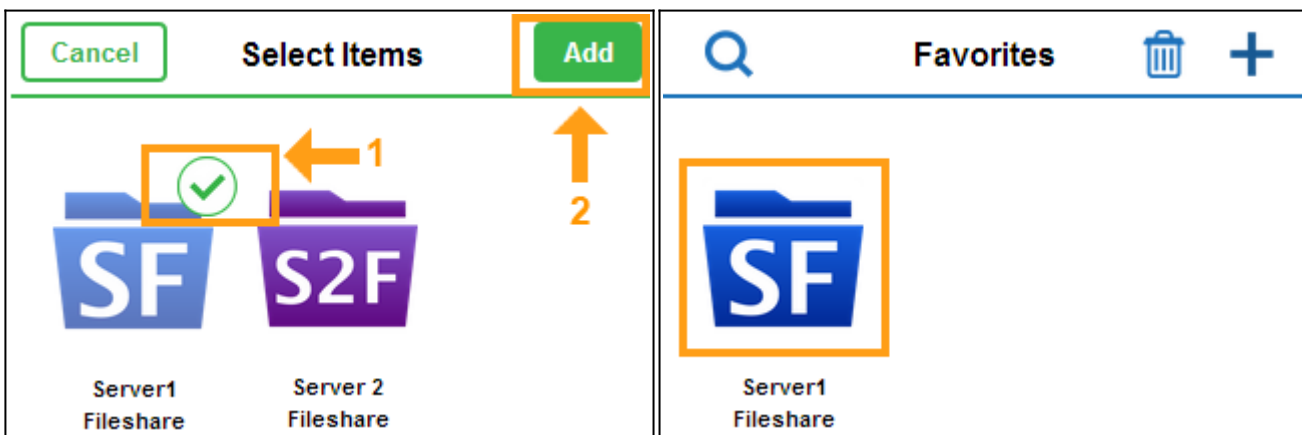 Cancel Select Items Add
1
2
SF S2F
Server1 Server 2
Fileshare Fileshare
Favorites
SF
Server1
Fileshare